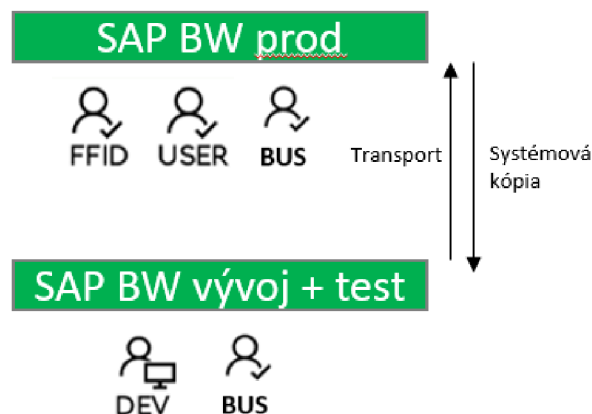 SAP BW prod
FFID USER BUS
Transport
Systémová
kópia
SAP BW vývoj + test
DEV BUS